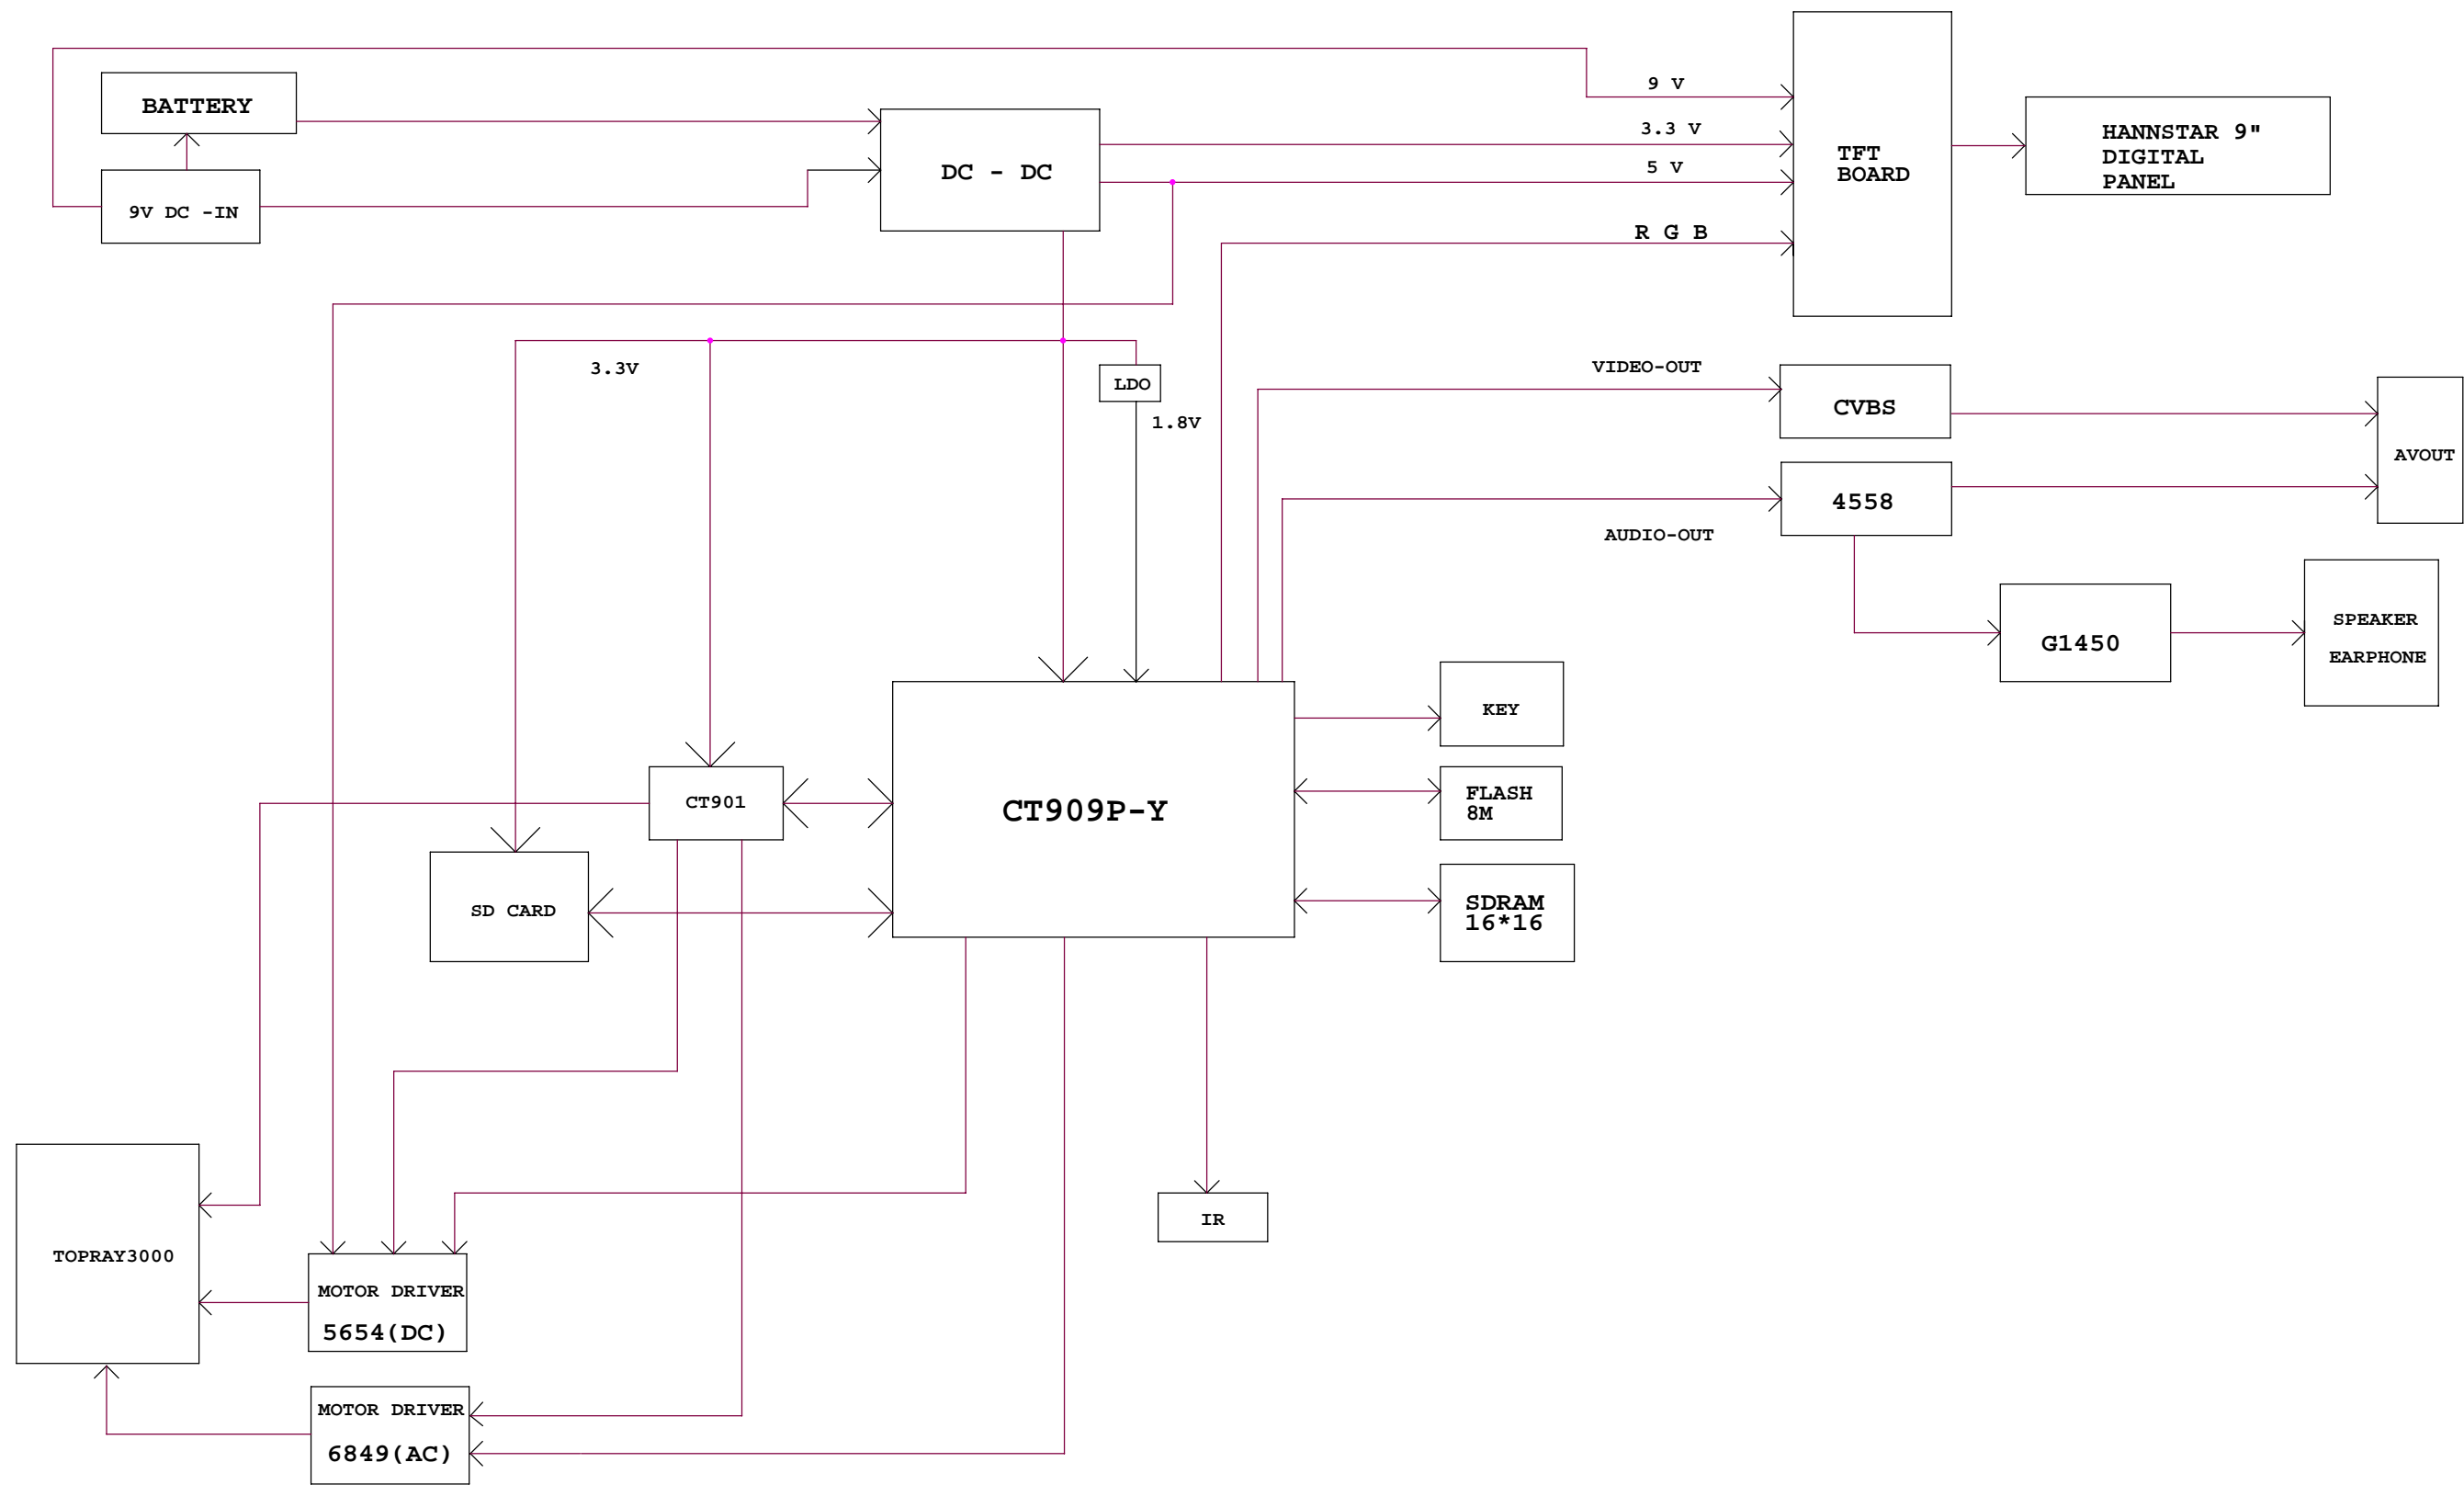 9 V
BATTERY
3.3 V
HANNSTAR 9"
DIGITAL
PANEL
TFT
BOARD
DC - DC
5 V
9V DC -IN
R G B
3.3V
VIDEO-OUT
LDO
CVBS
1.8V
AVOUT
4558
AUDIO-OUT
SPEAKER
G1450
EARPHONE
KEY
CT901
CT909P-Y
FLASH
8M
SD CARD
SDRAM
16*16
IR
TOPRAY3000
MOTOR DRIVER
5654(DC)
MOTOR DRIVER
6849(AC)